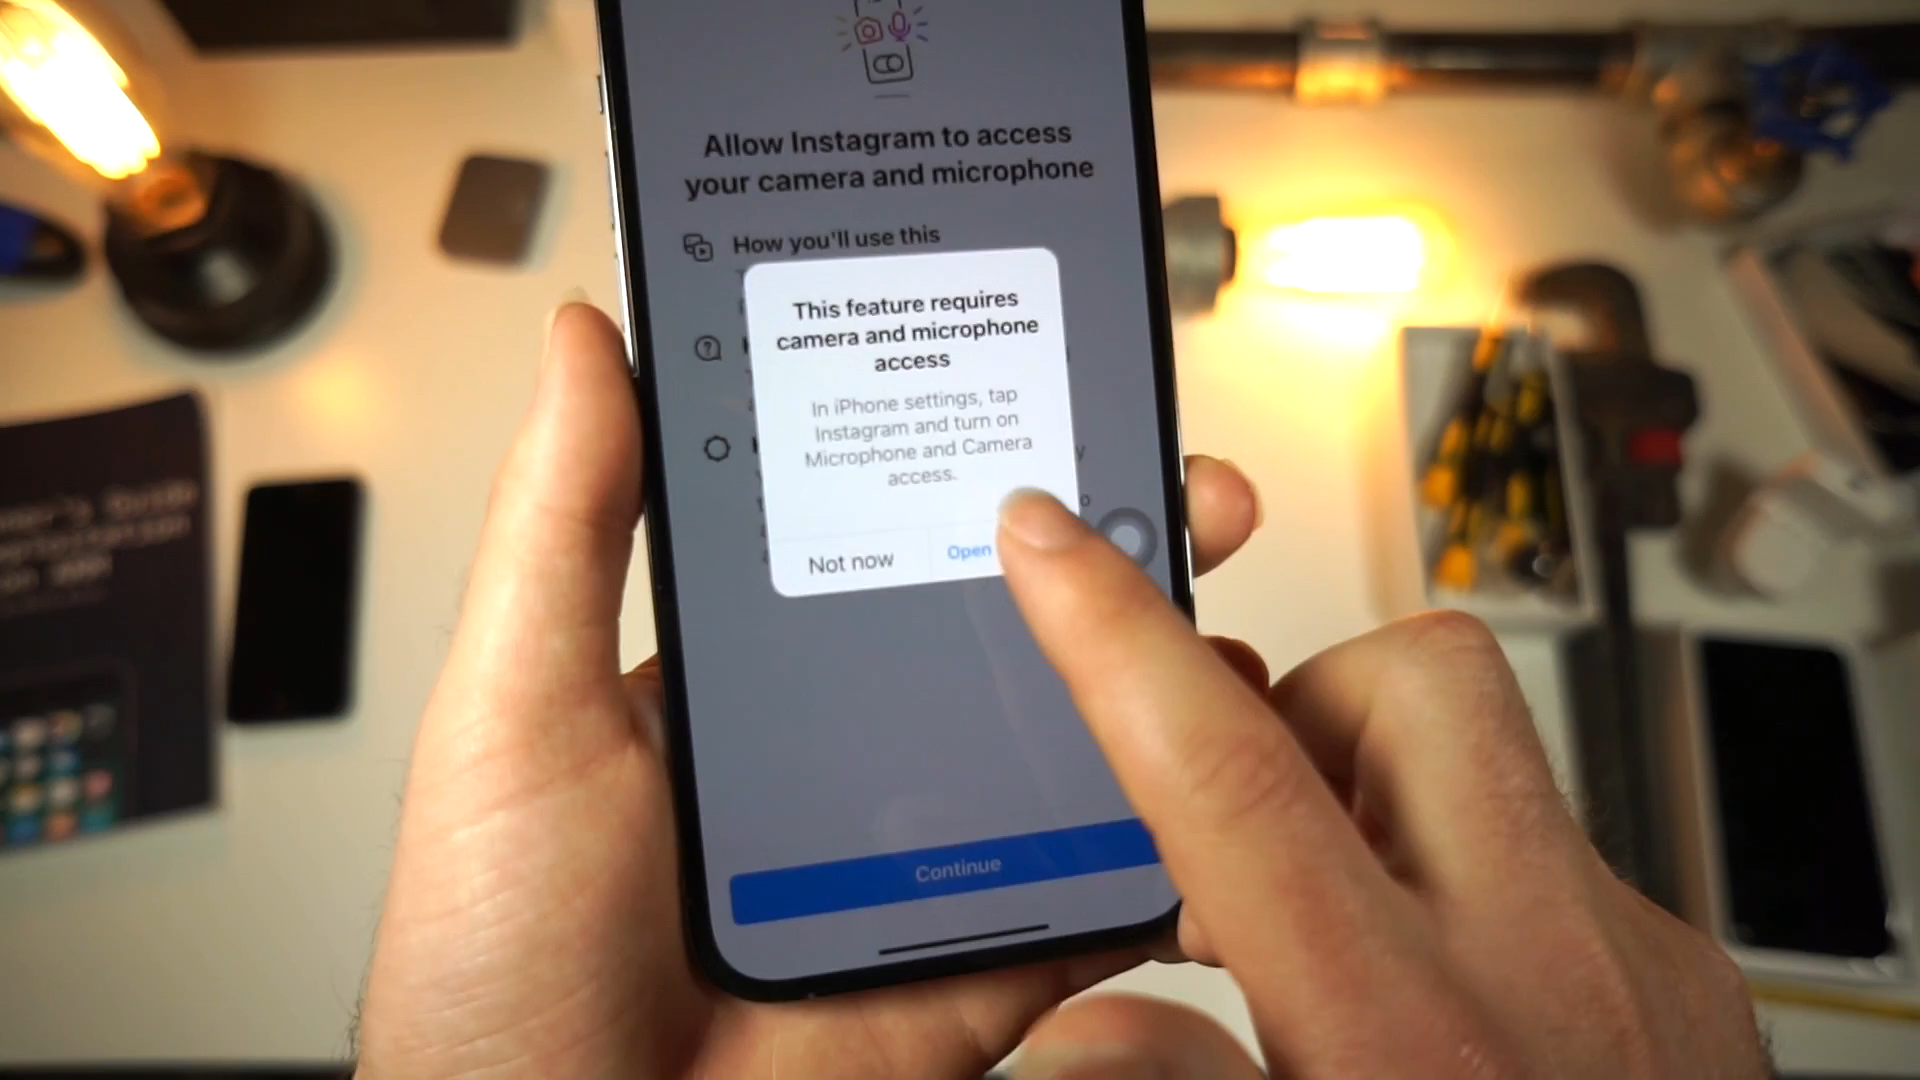 Allow Instagram to access
your camera and microphone
How you'll use this
This feature requires
camera and microphone
access
In iPhone settings, tap
Instagram and turn on
Microphone and Camera
access.
Not now
Open
Continue
Guide